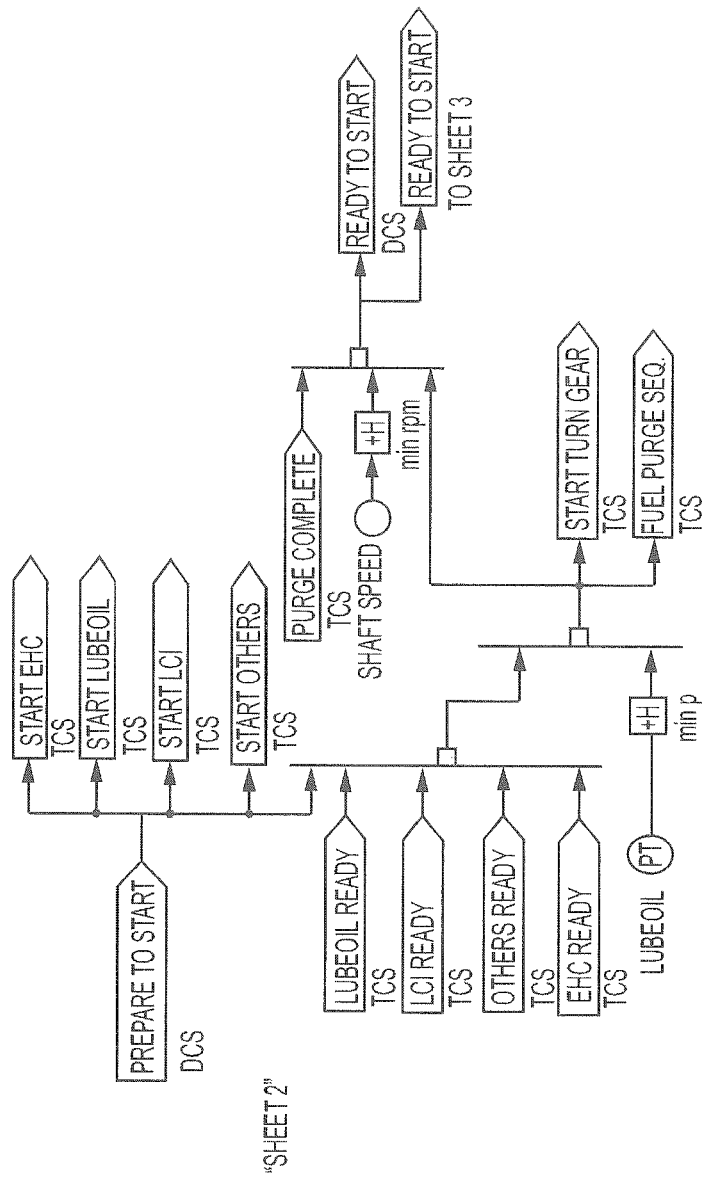 "SHEET 2"
PREPARE TO START
DCS
START EHC
TCS
START LUBEOIL
TCS
START LCI
TCS
START OTHERS
TCS
LUBEOIL READY
TCS
LCI READY
TCS
OTHERS READY
TCS
EHC READY
TCS
LUBEOIL
PT
+H
min p
PURGE COMPLETE
TCS
SHAFT SPEED
+H
min rpm
START TURN GEAR
TCS
FUEL PURGE SEQ.
TCS
READY TO START
DCS
READY TO START
TO SHEET 3